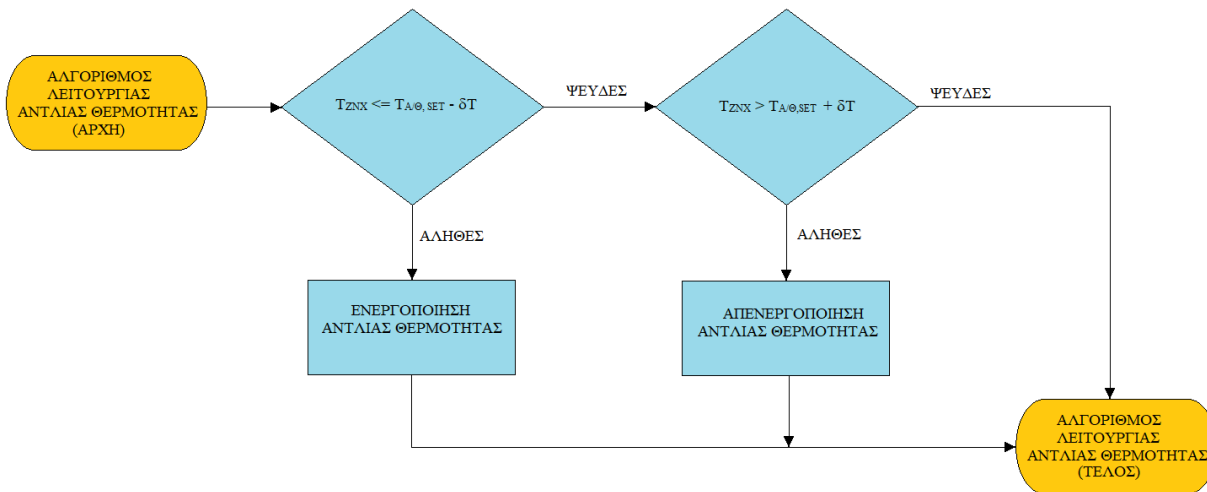 ΑΛΓΟΡΙΘΜΟΣ
ΛΕΙΤΟΥΡΓΙΑΣ
ΑΝΤΛΙΑΣ ΘΕΡΜΟΤΗΤΑΣ
(ΑΡΧΗ)
TZNX <= TA/Θ, SET - δT
ΨΕΥΔΕΣ
TZNX > TA/Θ,SET + δT
ΨΕΥΔΕΣ
ΑΛΗΘΕΣ
ΑΛΗΘΕΣ
ΕΝΕΡΓΟΠΟΙΗΣΗ
ΑΝΤΛΙΑΣ ΘΕΡΜΟΤΗΤΑΣ
ΑΠΕΝΕΡΓΟΠΟΙΗΣΗ
ΑΝΤΛΙΑΣ ΘΕΡΜΟΤΗΤΑΣ
ΑΛΓΟΡΙΘΜΟΣ
ΛΕΙΤΟΥΡΓΙΑΣ
ΑΝΤΛΙΑΣ ΘΕΡΜΟΤΗΤΑΣ
(ΤΕΛΟΣ)